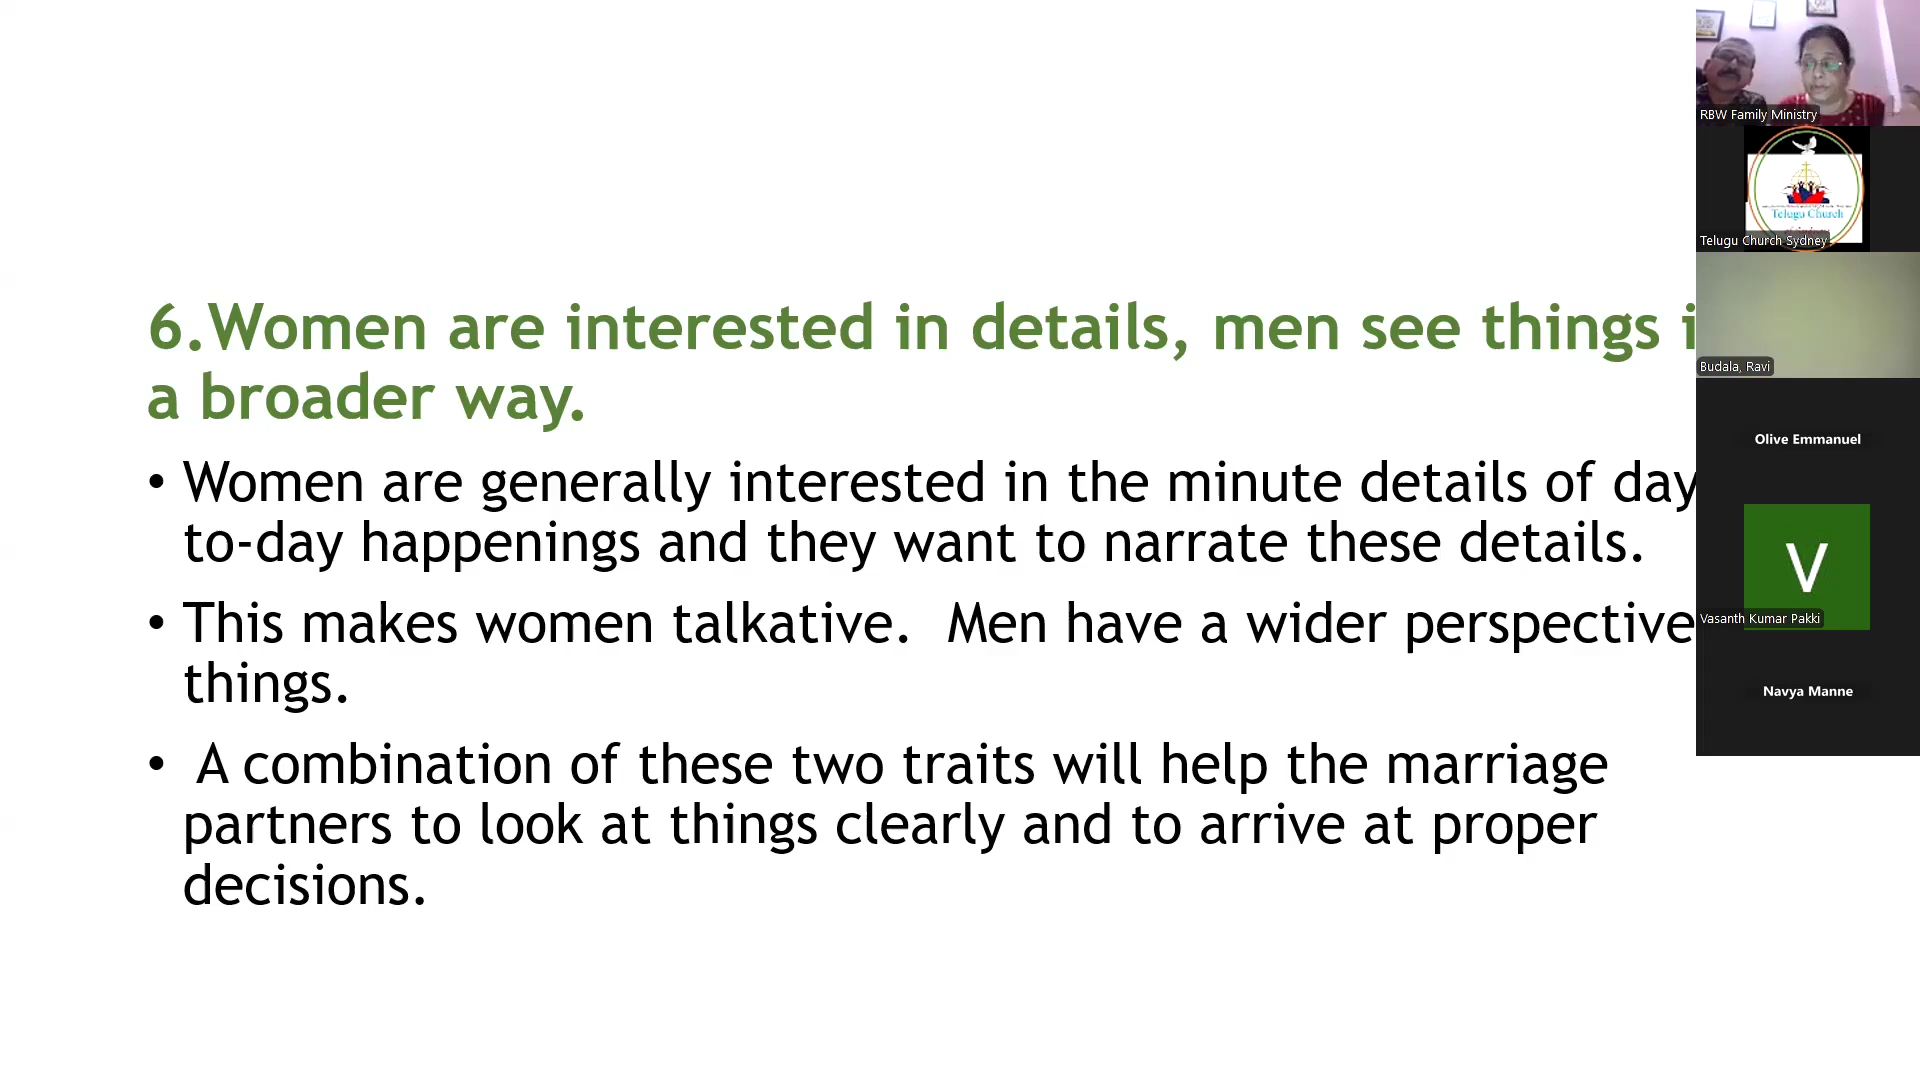 6.Women are interested in details, men see things i
a broader way.
• Women are generally interested in the minute details of day
to-day happenings and they want to narrate these details.
• This makes women talkative.  Men have a wider perspective
things.
•  A combination of these two traits will help the marriage
partners to look at things clearly and to arrive at proper
decisions.
RBW Family Ministry
Telugu Church
Telugu Church Sydney
Budala, Ravi
Olive Emmanuel
V
Vasanth Kumar Pakki
Navya Manne